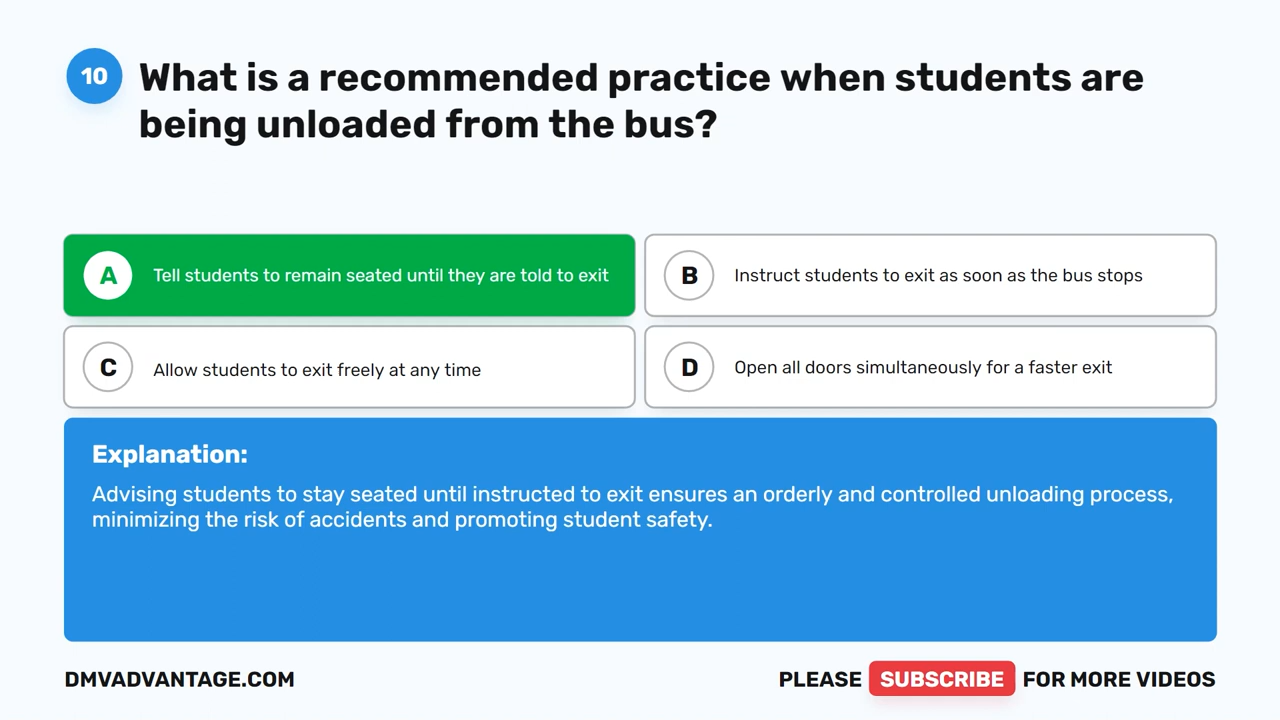 10
What is a recommended practice when students are
being unloaded from the bus?
A
Tell students to remain seated until they are told to exit
B
Instruct students to exit as soon as the bus stops
C
Allow students to exit freely at any time
D
Open all doors simultaneously for a faster exit
Explanation:
Advising students to stay seated until instructed to exit ensures an orderly and controlled unloading process,
minimizing the risk of accidents and promoting student safety.
DMVADVANTAGE.COM
PLEASE SUBSCRIBE FOR MORE VIDEOS